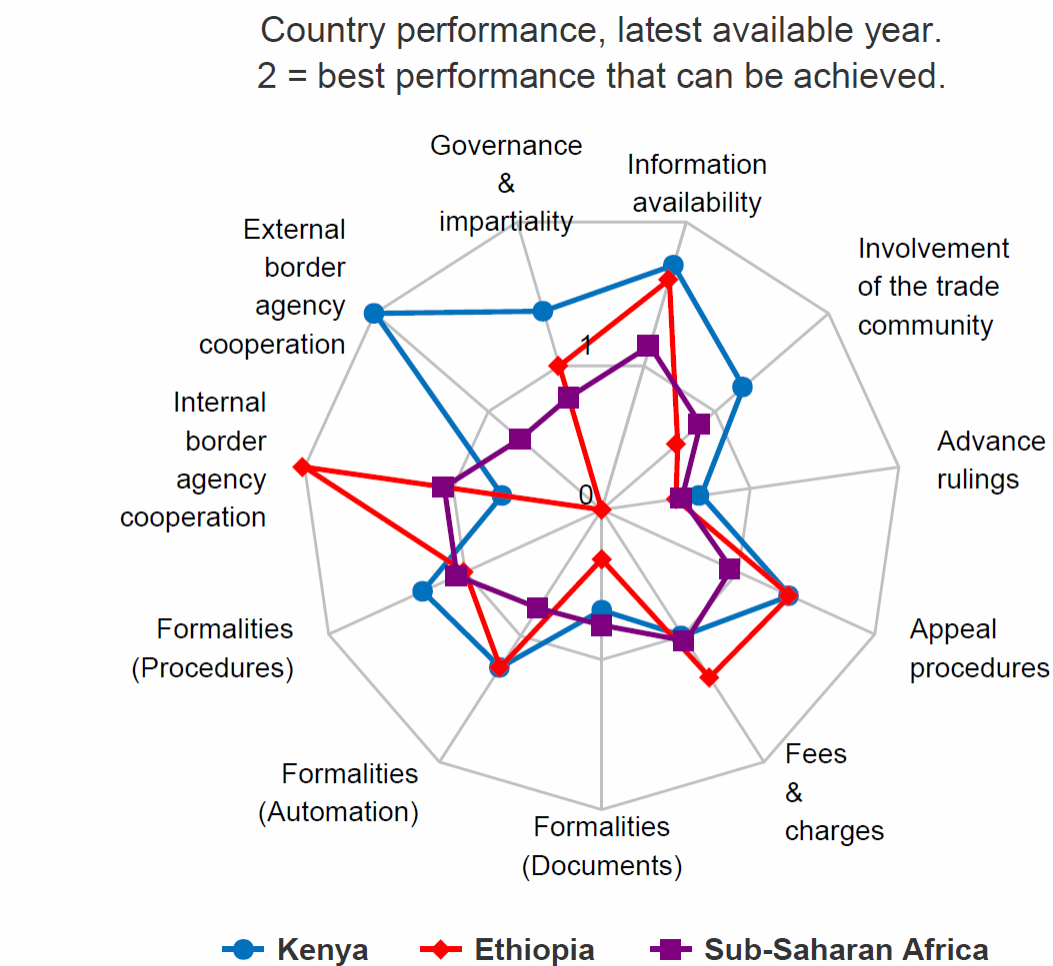 Country performance, latest available year.
2 = best performance that can be achieved.
Governance
&
impartiality
Information
availability
External
border
agency
cooperation
Involvement
of the trade
community
1
Internal
border
agency
cooperation
Advance
rulings
0
Formalities
(Procedures)
Appeal
procedures
Formalities
(Automation)
Fees
&
charges
Formalities
(Documents)
Kenya
Ethiopia
Sub-Saharan Africa